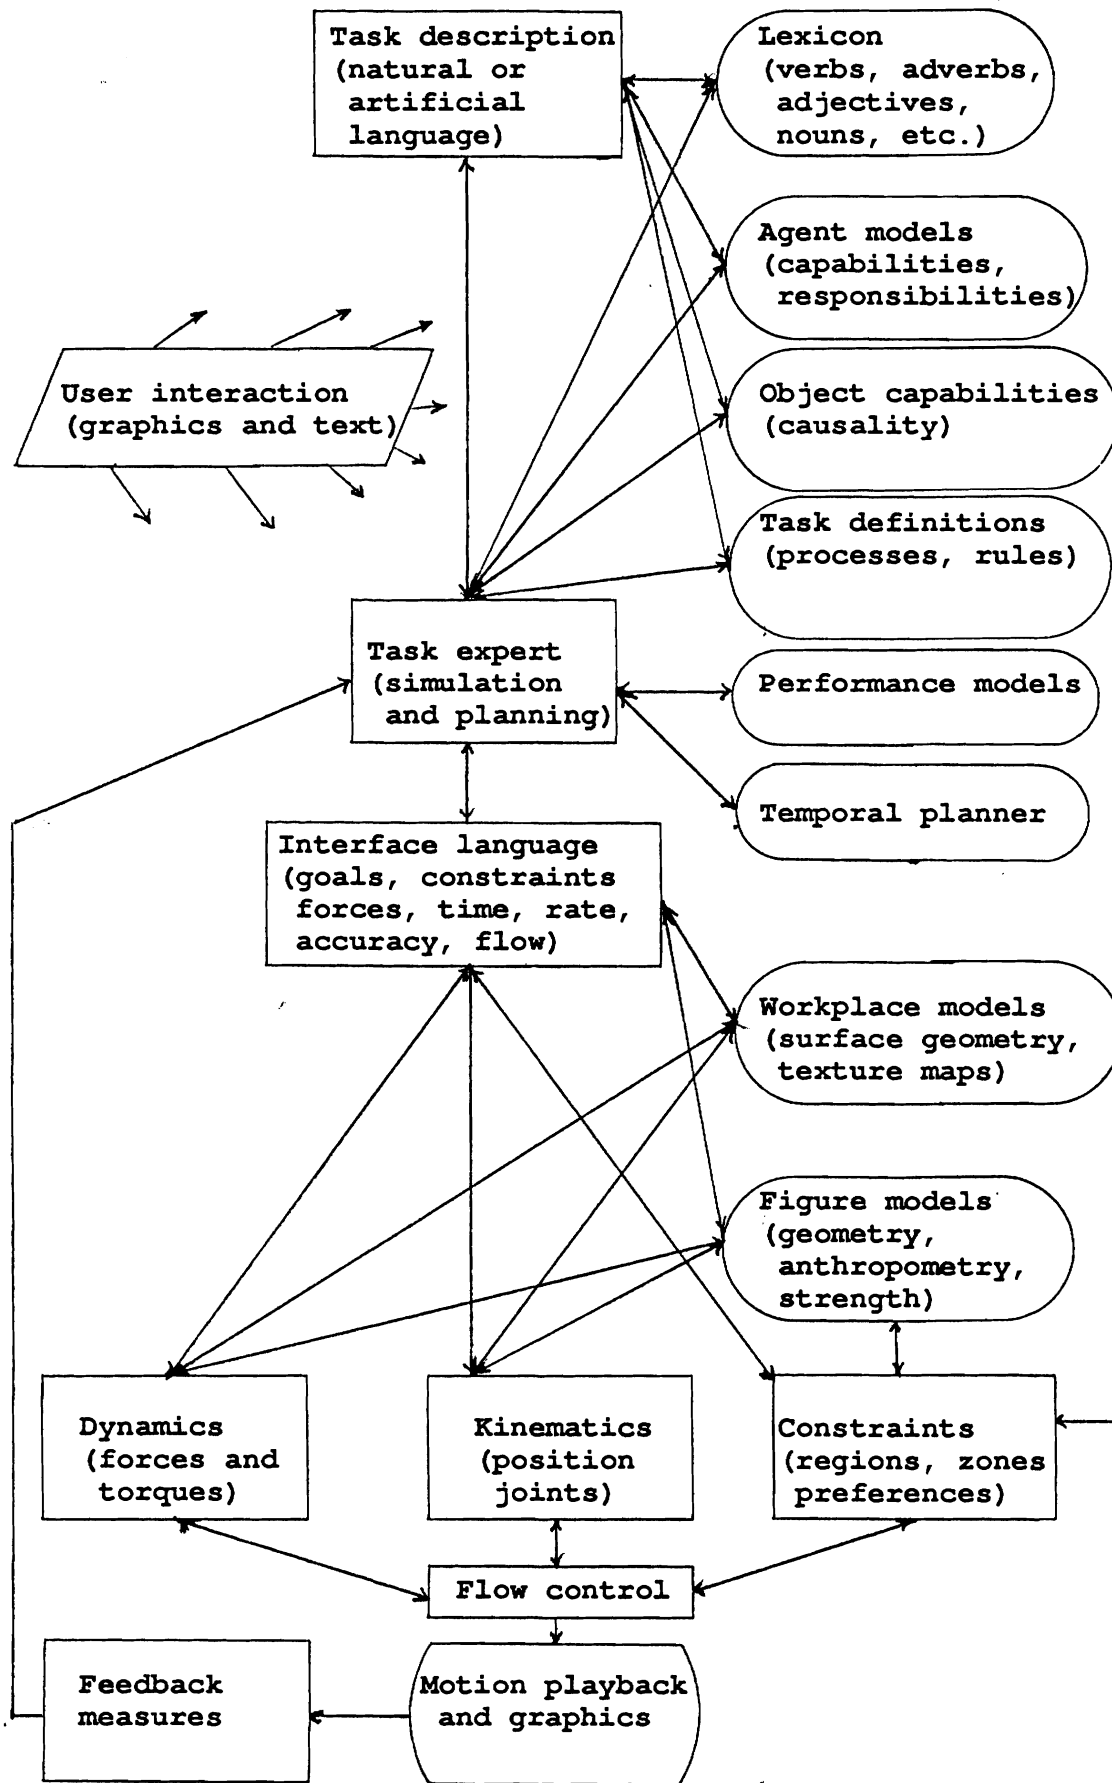 Task description
(natural or
artificial
language)
Lexicon
(verbs, adverbs,
adjectives,
nouns, etc.)
Agent models
(capabilities,
responsibilities)
User interaction
(graphics and text)
Object capabilities
(causality)
Task definitions
(processes, rules)
Task expert
(simulation
and planning)
Performance models
Temporal planner
Interface language
(goals, constraints
forces, time, rate,
accuracy, flow)
Workplace models
(surface geometry,
texture maps)
Figure models
(geometry,
anthropometry,
strength)
Dynamics
(forces and
torques)
Kinematics
(position
joints)
Constraints
(regions, zones
preferences)
Flow control
Feedback
measures
Motion playback
and graphics